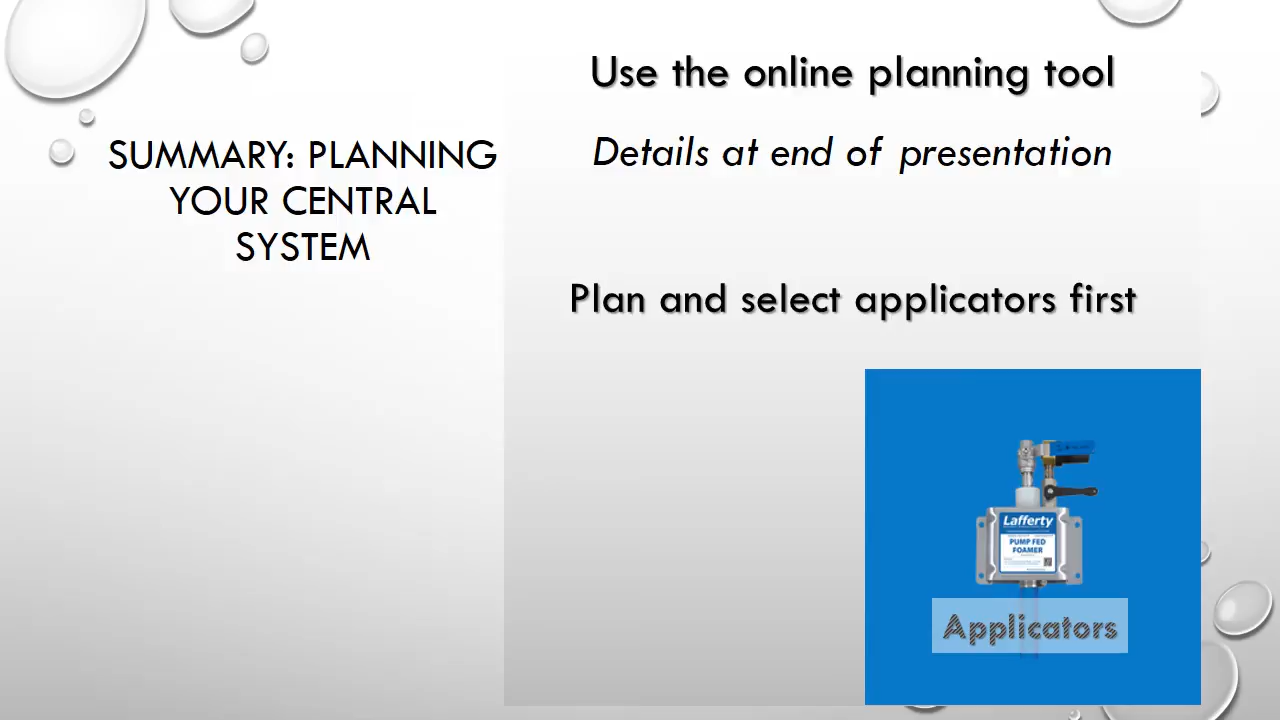 SUMMARY: PLANNING
YOUR CENTRAL
SYSTEM
Use the online planning tool
Details at end of presentation
Plan and select applicators first
Lafferty
PUMP FED
FOAMER
Applicators